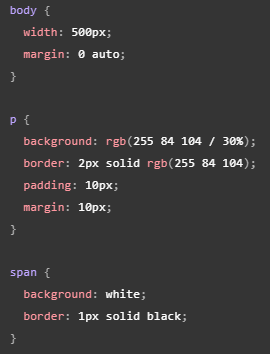 body {
  width: 500px;
  margin: 0 auto;
}

p {
  background: rgb(255 84 104 / 30%);
  border: 2px solid rgb(255 84 104);
  padding: 10px;
  margin: 10px;
}

span {
  background: white;
  border: 1px solid black;
}